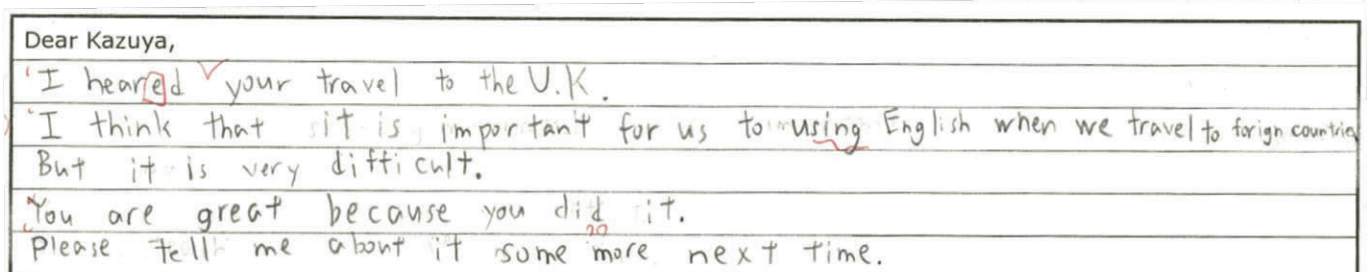 Dear Kazuya,
I heared your travel to the U.K.
I think that it is important for us to using English when we travel to forign countries
But it is very difficult.
You are great because you did it.
Please tell me about it some more next time.